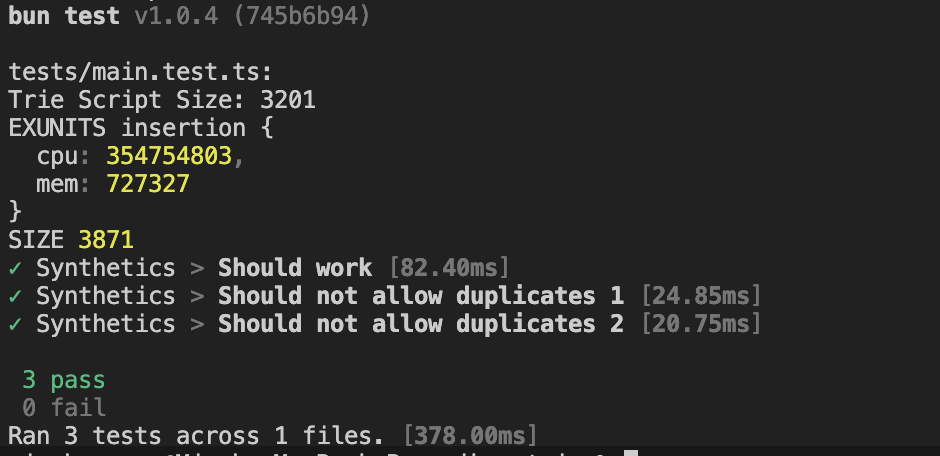 bun test v1.0.4 (745b6b94)
tests/main.test.ts:
Trie Script Size: 3201
EXUNITS insertion {
  cpu: 354754803,
  mem: 727327
}
SIZE 3871
✓ Synthetics > Should work [82.40ms]
✓ Synthetics > Should not allow duplicates 1 [24.85ms]
✓ Synthetics > Should not allow duplicates 2 [20.75ms]
 3 pass
 0 fail
Ran 3 tests across 1 files. [378.00ms]